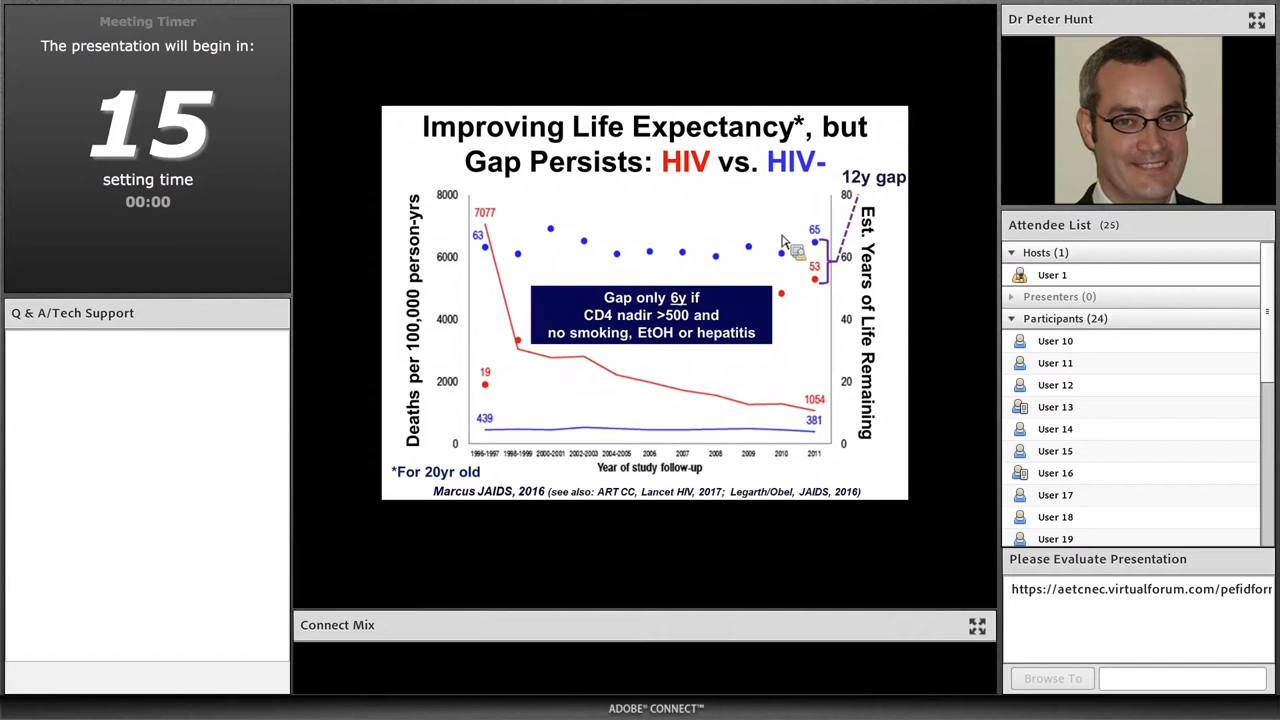 Meeting Timer
The presentation will begin in:
15
setting time
00:00
Q & A/Tech Support
Improving Life Expectancy*, but
Gap Persists: HIV vs. HIV-
12y gap
Deaths per 100,000 person-yrs
8000
6000
4000
2000
0
7077
63
19
439
65
53
1054
381
Gap only 6y if
CD4 nadir >500 and
no smoking, EtOH or hepatitis
80
60
40
20
0
Est. Years of Life Remaining
1996-1997 1998-1999 2000-2001 2002-2003 2004-2005 2006 2007 2008 2009 2010 2011
Year of study follow-up
*For 20yr old
Marcus JAIDS, 2016 (see also: ART CC, Lancet HIV, 2017; Legarth/Obel, JAIDS, 2016)
Connect Mix
Dr Peter Hunt
Attendee List (25)
Hosts (1)
User 1
Presenters (0)
Participants (24)
User 10
User 11
User 12
User 13
User 14
User 15
User 16
User 17
User 18
User 19
Please Evaluate Presentation
https://aetcnec.virtualforum.com/pefidform
Browse To
ADOBE® CONNECT™